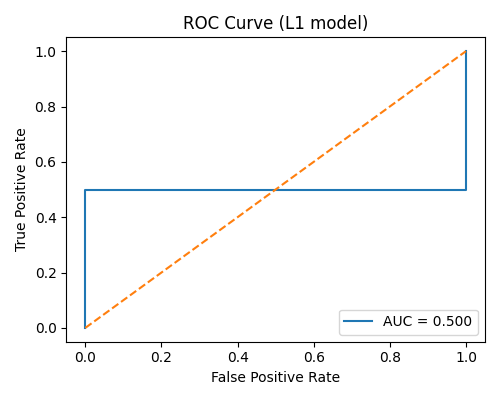 ROC Curve (L1 model)
True Positive Rate
1.0
0.8
0.6
0.4
0.2
0.0
AUC = 0.500
0.0 0.2 0.4 0.6 0.8 1.0
False Positive Rate